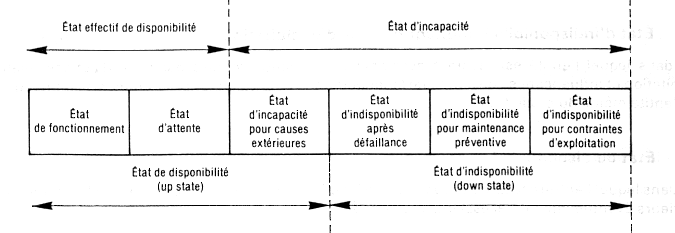 État effectif de disponibilité
État d'incapacité
État
de fonctionnement
État
d'attente
État
d'incapacité
pour causes
extérieures
État
d'indisponibilité
après
défaillance
État
d'indisponibilité
pour maintenance
préventive
État
d'indisponibilité
pour contraintes
d'exploitation
État de disponibilité
(up state)
État d'indisponibilité
(down state)